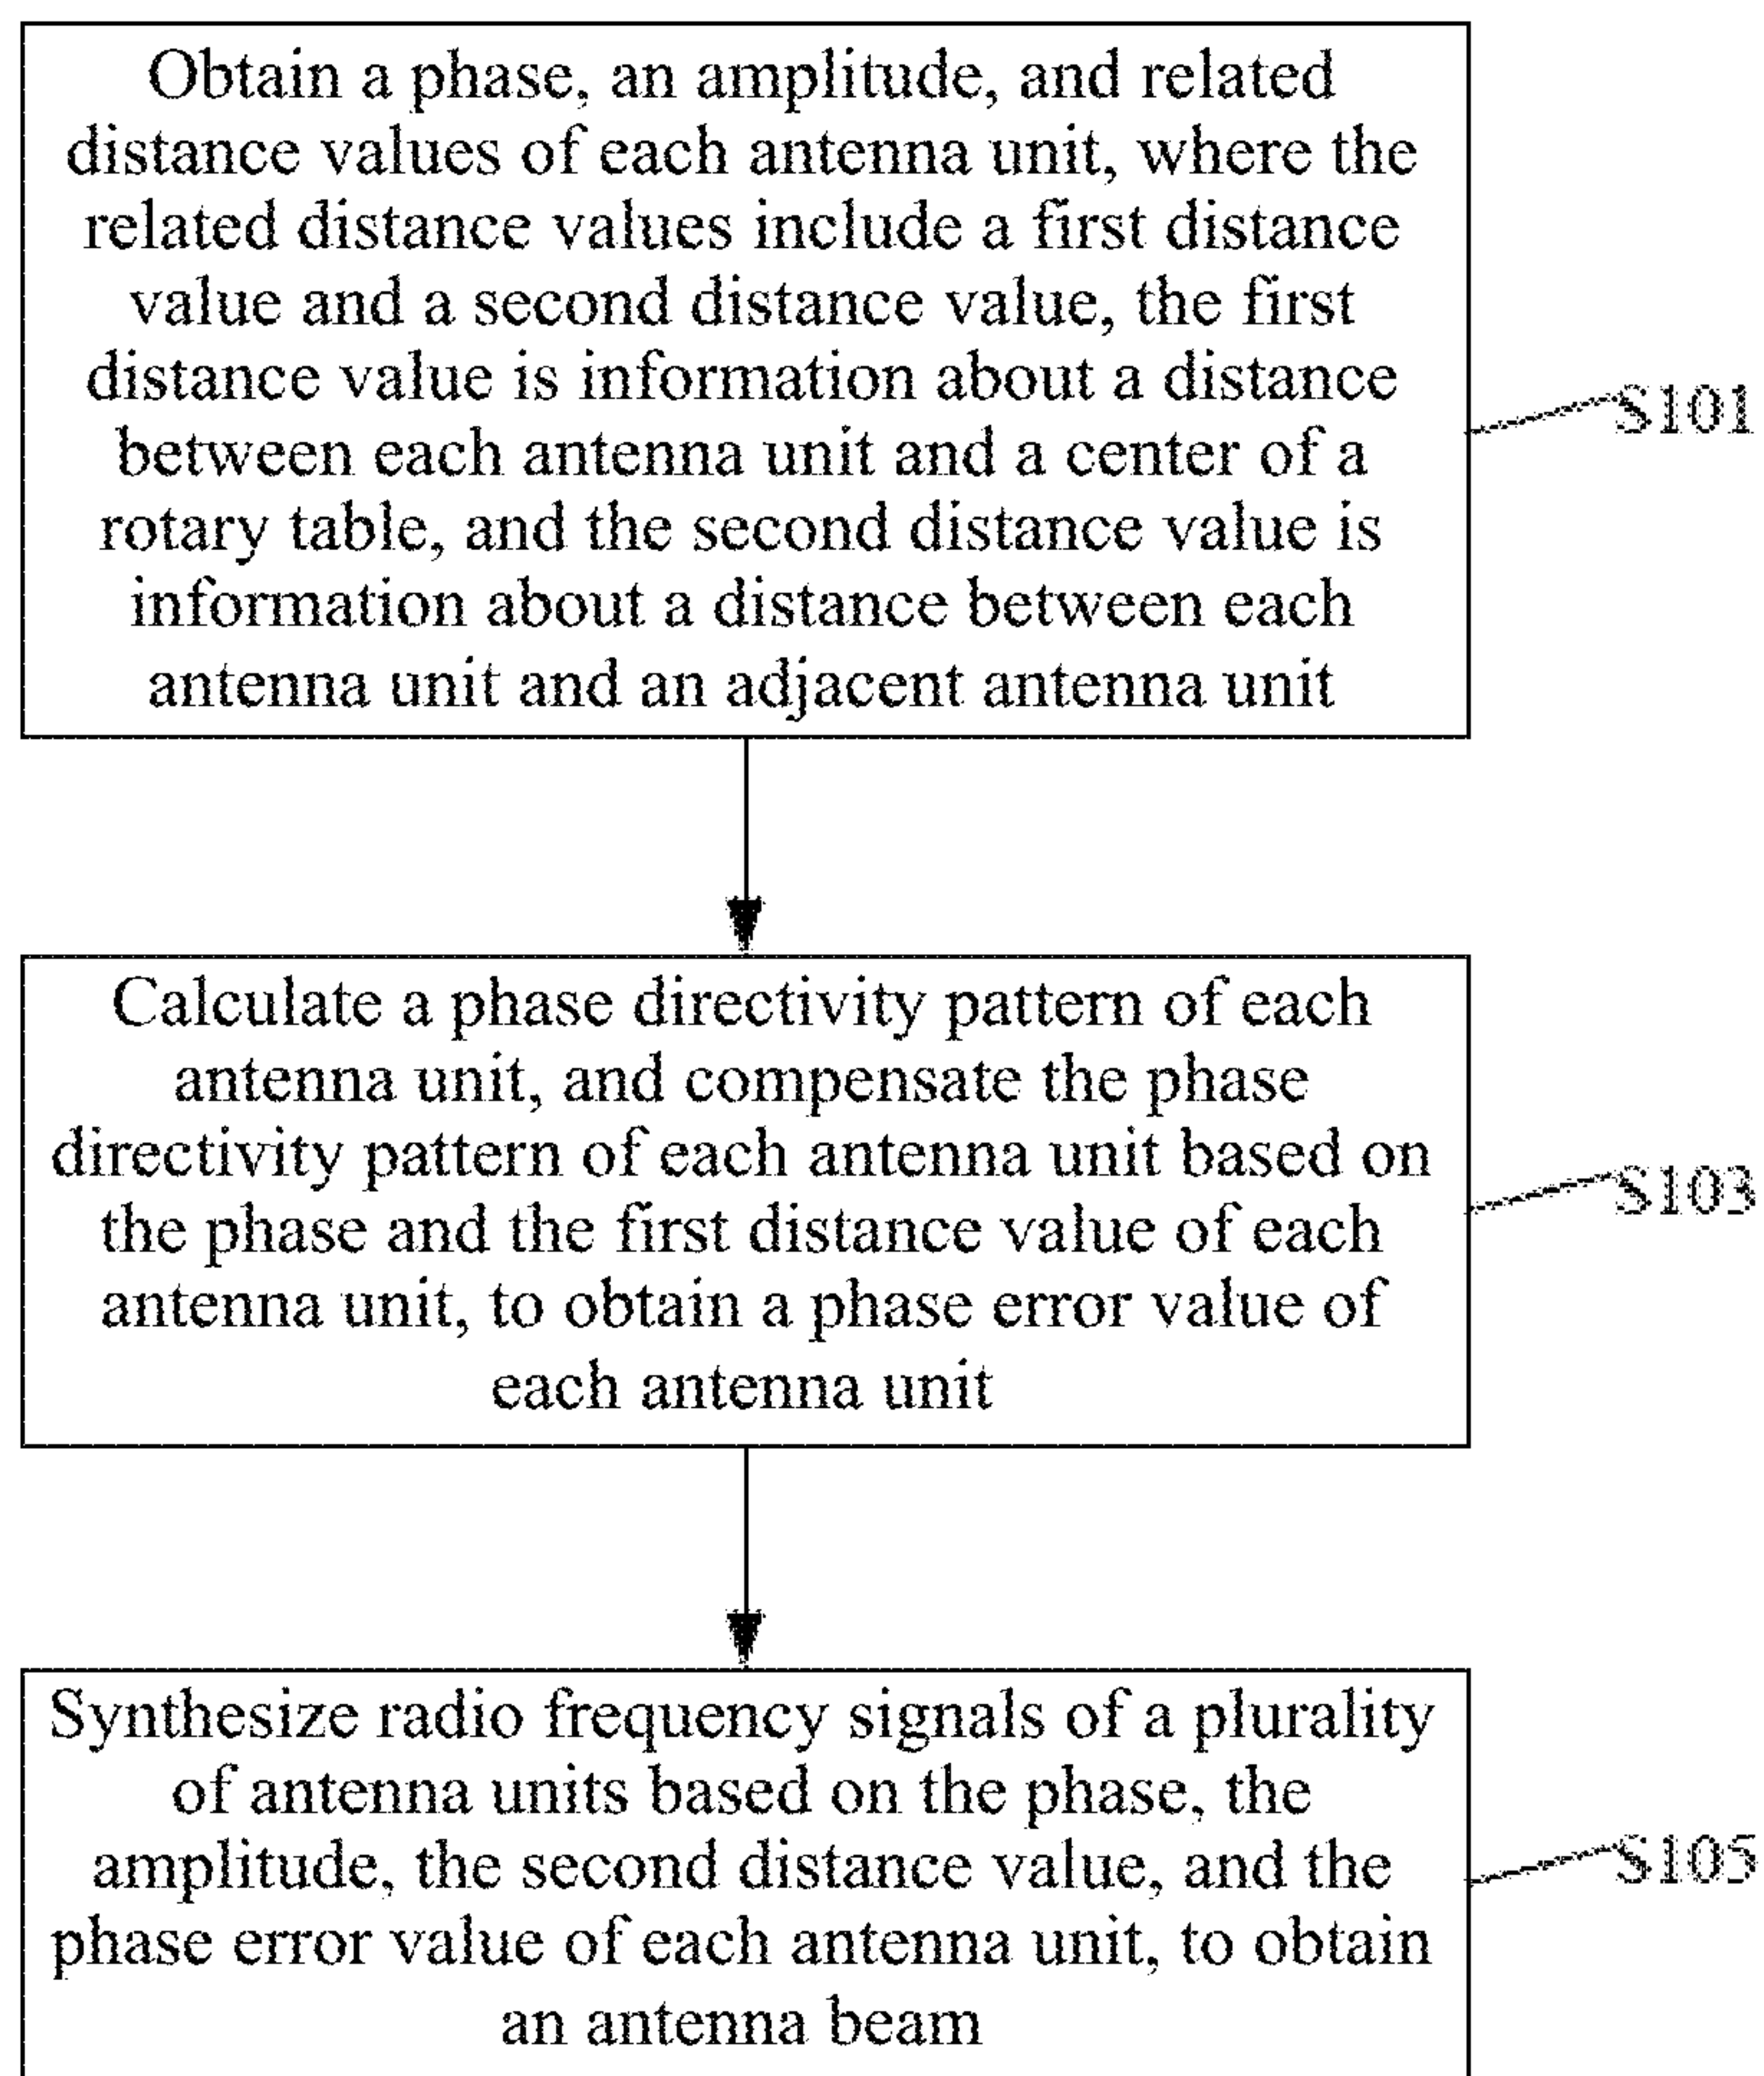 Obtain a phase, an amplitude, and related
distance values of each antenna unit, where the
related distance values include a first distance
value and a second distance value, the first
distance value is information about a distance
between each antenna unit and a center of a
rotary table, and the second distance value is
information about a distance between each
antenna unit and an adjacent antenna unit
S101
Calculate a phase directivity pattern of each
antenna unit, and compensate the phase
directivity pattern of each antenna unit based on
the phase and the first distance value of each
antenna unit, to obtain a phase error value of
each antenna unit
S103
Synthesize radio frequency signals of a plurality
of antenna units based on the phase, the
amplitude, the second distance value, and the
phase error value of each antenna unit, to obtain
an antenna beam
S105